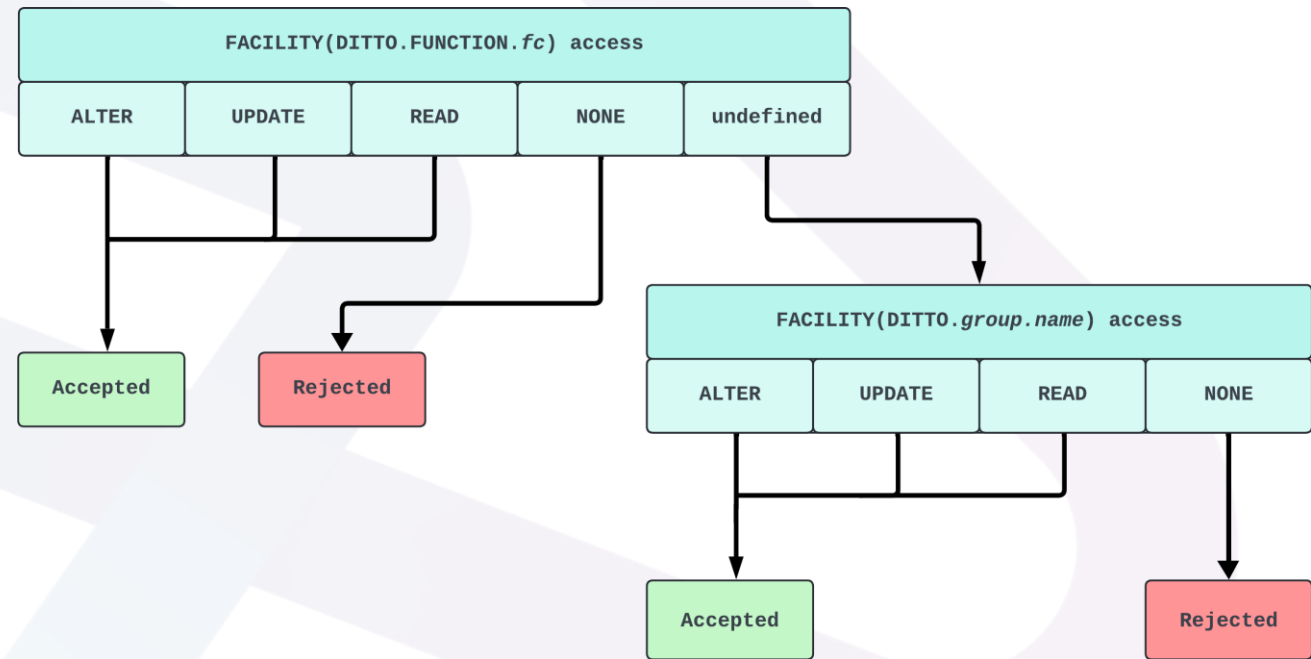 FACILITY(DITTO.FUNCTION.fc) access
ALTER UPDATE READ NONE undefined
FACILITY(DITTO.group.name) access
Accepted Rejected
ALTER UPDATE READ NONE
Accepted Rejected